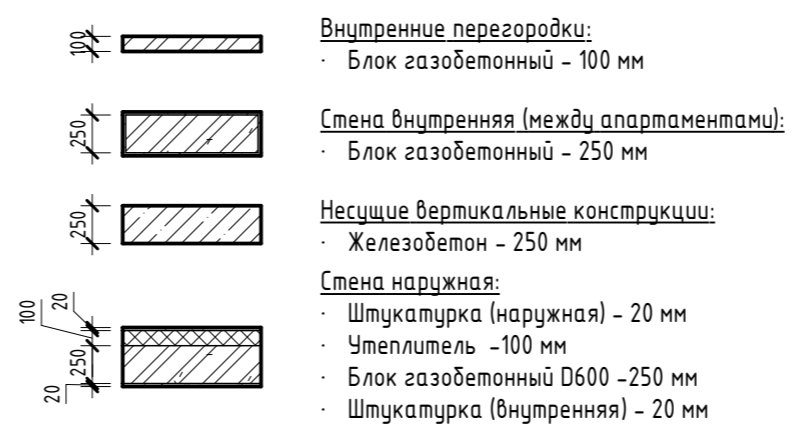 100
Внутренние перегородки:
· Блок газобетонный - 100 мм
250
Стена внутренняя (между апартаментами):
· Блок газобетонный - 250 мм
250
Несущие вертикальные конструкции:
· Железобетон - 250 мм
Стена наружная:
20
100
250
20
· Штукатурка (наружная) - 20 мм
· Утеплитель -100 мм
· Блок газобетонный D600 -250 мм
· Штукатурка (внутренняя) - 20 мм